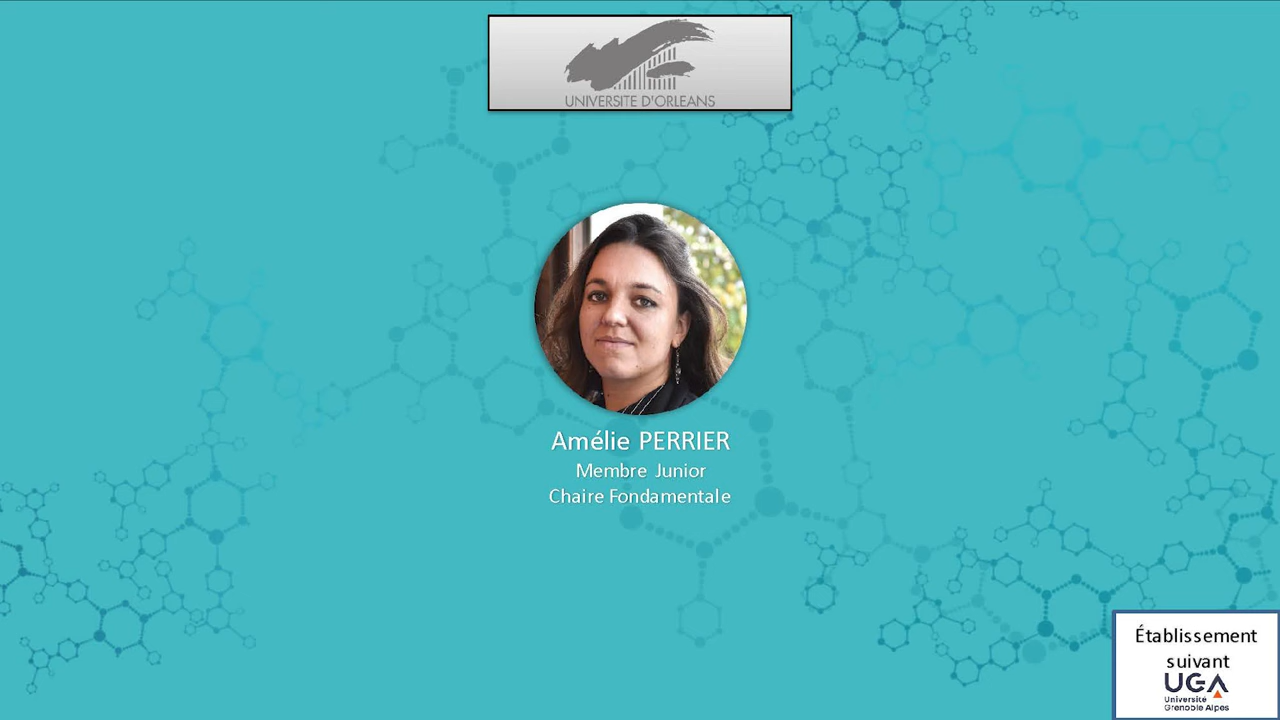 UNIVERSITE D'ORLEANS
Amélie PERRIER
Membre Junior
Chaire Fondamentale
Établissement
suivant
UGA
Université
Grenoble Alpes